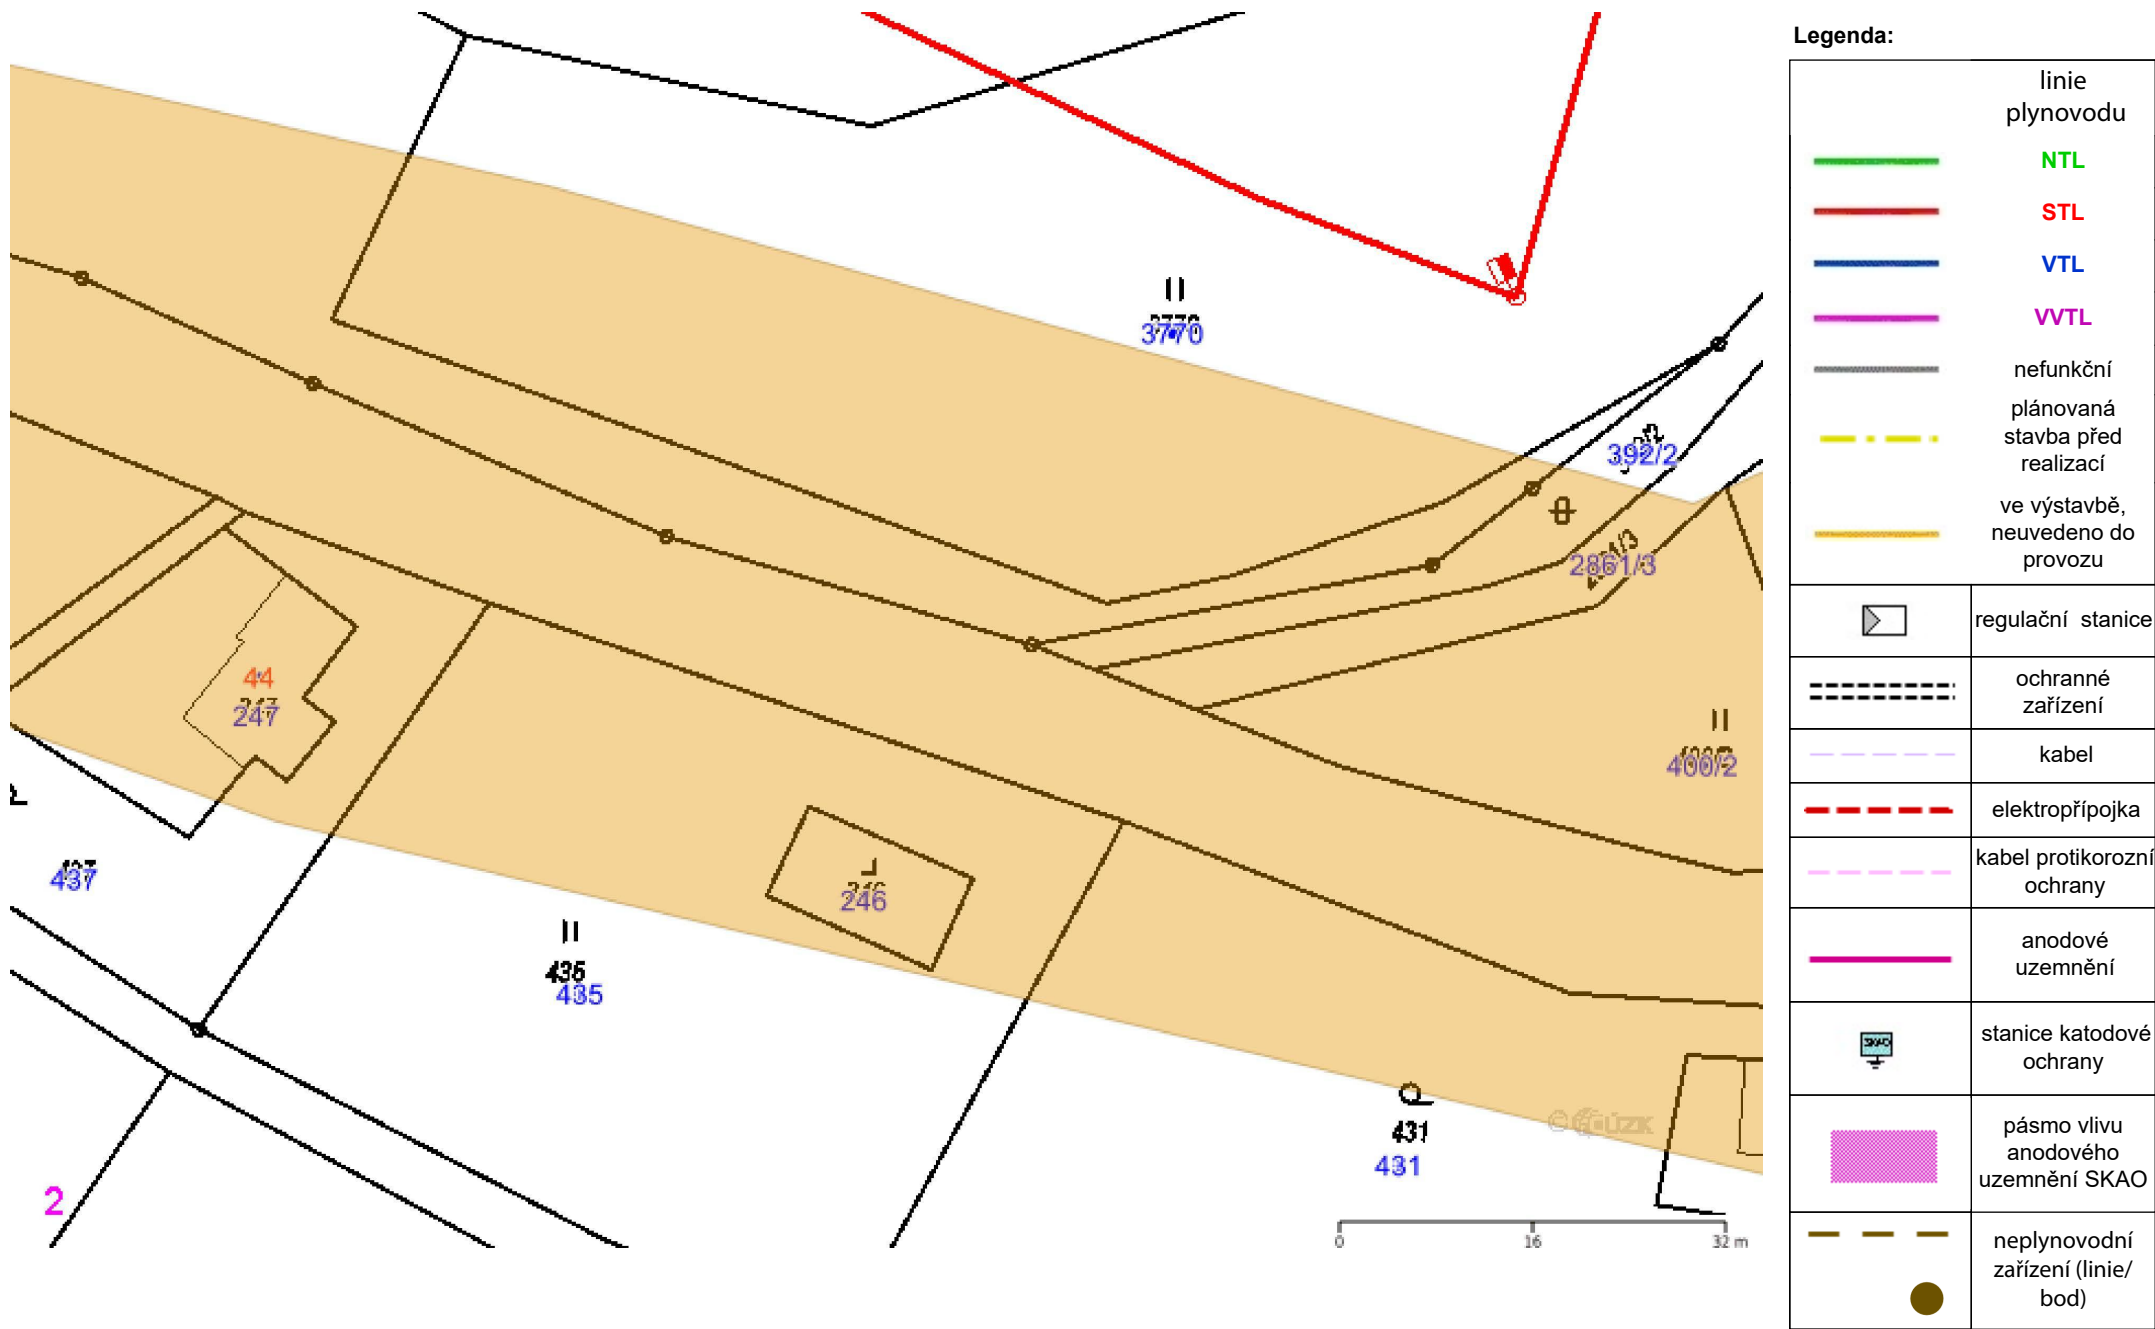 3770
392/2
2861/3
44
247
400/2
246
437
436
435
431
431
2
0 16 32 m
Legenda:
linie
plynovodu
NTL
STL
VTL
VVTL
nefunkční
plánovaná
stavba před
realizací
ve výstavbě,
neuvedeno do
provozu
regulační stanice
ochranné
zařízení
kabel
elektropřípojka
kabel protikorozní
ochrany
anodové
uzemnění
SKAO
stanice katodové
ochrany
pásmo vlivu
anodového
uzemnění SKAO
neplynovodní
zařízení (linie/
bod)